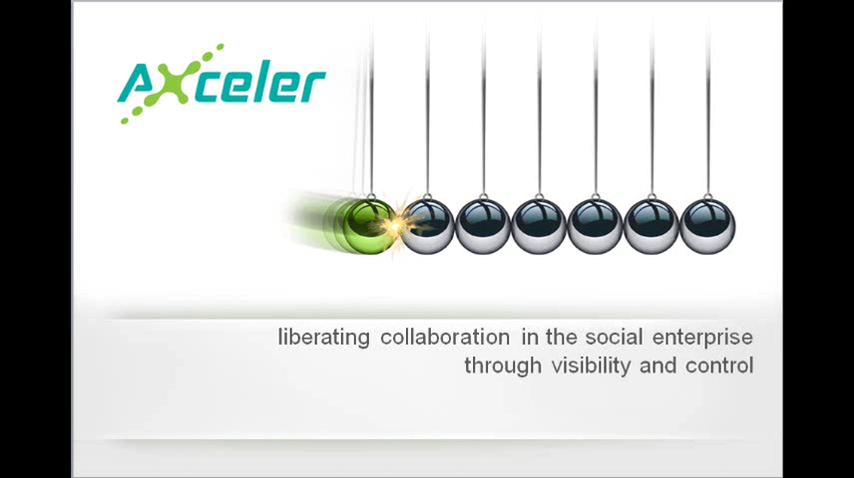 Axceler
liberating collaboration in the social enterprise
through visibility and control